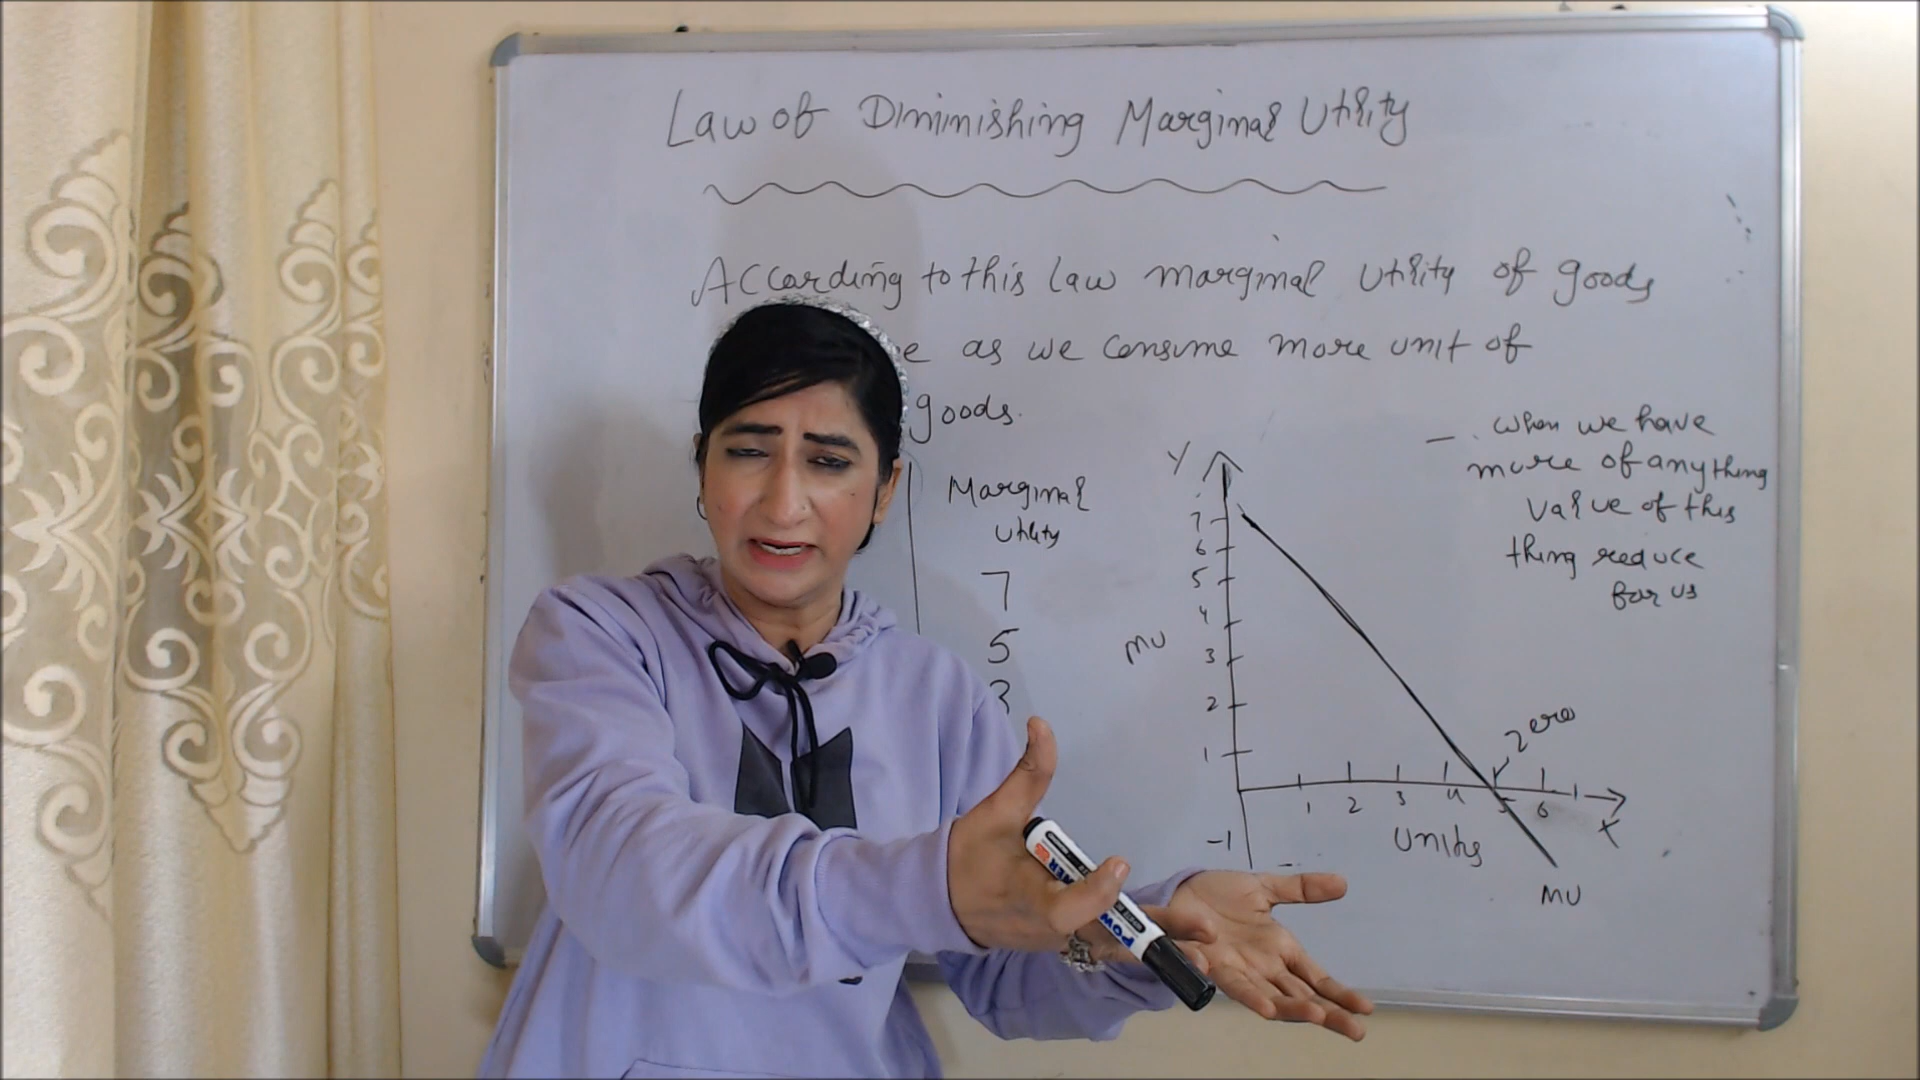 Law of Diminishing Marginal Utility
According to this law marginal utility of goods
as we consume more unit of
goods.
Marginal
utility
7
5
3
Y
7
6
5
4
3
2
1
-1
MU
1 2 3 4 5 6
X
Units
zero
MU
— . when we have
more of anything
value of this
thing reduce
for us
POW